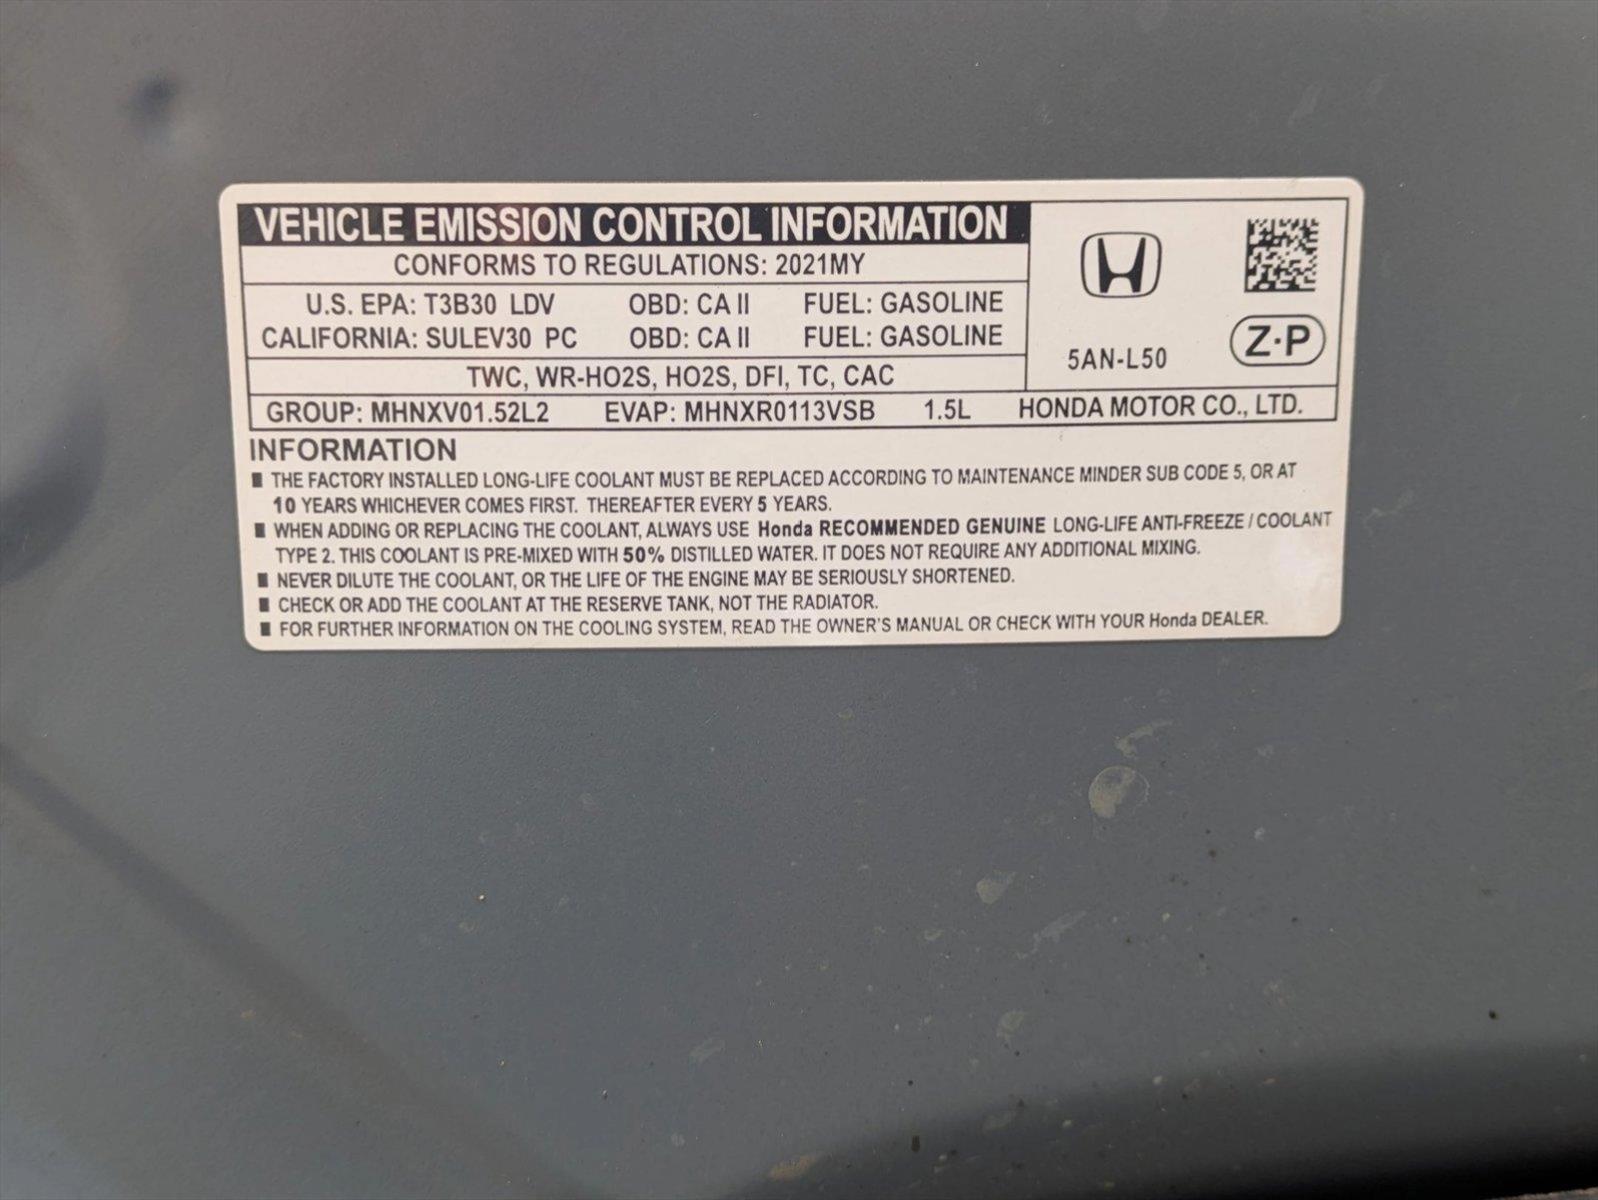 VEHICLE EMISSION CONTROL INFORMATION
CONFORMS TO REGULATIONS: 2021MY
U.S. EPA: T3B30 LDV OBD: CA II FUEL: GASOLINE
CALIFORNIA: SULEV30 PC OBD: CA II FUEL: GASOLINE
TWC, WR-HO2S, HO2S, DFI, TC, CAC
5AN-L50
Z·P
GROUP: MHNXV01.52L2 EVAP: MHNXR0113VSB 1.5L HONDA MOTOR CO., LTD.
INFORMATION
■ THE FACTORY INSTALLED LONG-LIFE COOLANT MUST BE REPLACED ACCORDING TO MAINTENANCE MINDER SUB CODE 5, OR AT
10 YEARS WHICHEVER COMES FIRST. THEREAFTER EVERY 5 YEARS.
■ WHEN ADDING OR REPLACING THE COOLANT, ALWAYS USE Honda RECOMMENDED GENUINE LONG-LIFE ANTI-FREEZE / COOLANT
TYPE 2. THIS COOLANT IS PRE-MIXED WITH 50% DISTILLED WATER. IT DOES NOT REQUIRE ANY ADDITIONAL MIXING.
■ NEVER DILUTE THE COOLANT, OR THE LIFE OF THE ENGINE MAY BE SERIOUSLY SHORTENED.
■ CHECK OR ADD THE COOLANT AT THE RESERVE TANK, NOT THE RADIATOR.
■ FOR FURTHER INFORMATION ON THE COOLING SYSTEM, READ THE OWNER'S MANUAL OR CHECK WITH YOUR Honda DEALER.